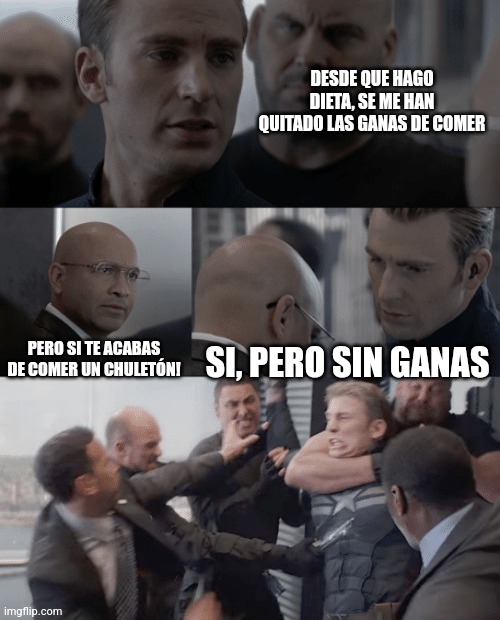 DESDE QUE HAGO
DIETA, SE ME HAN
QUITADO LAS GANAS DE COMER
PERO SI TE ACABAS
DE COMER UN CHULETÓN!
SI, PERO SIN GANAS
imgflip.com